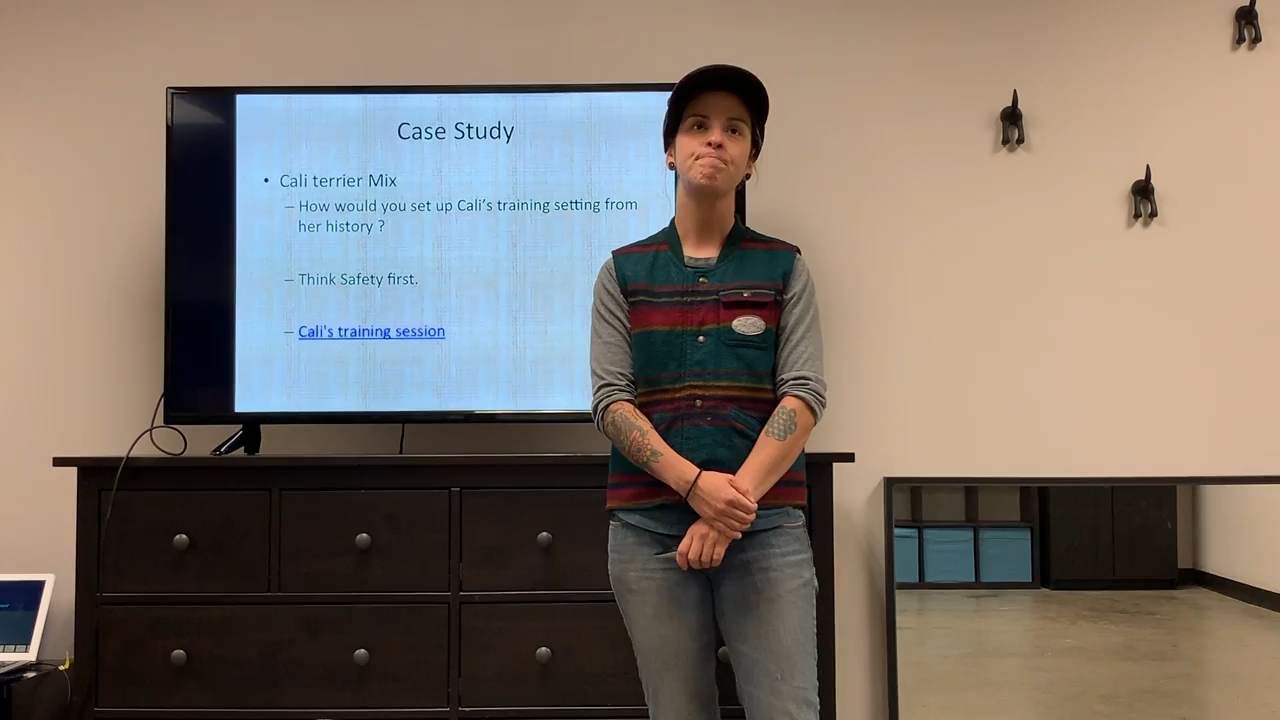 Case Study
• Cali terrier Mix
– How would you set up Cali's training setting from
her history ?
– Think Safety first.
– Cali's training session